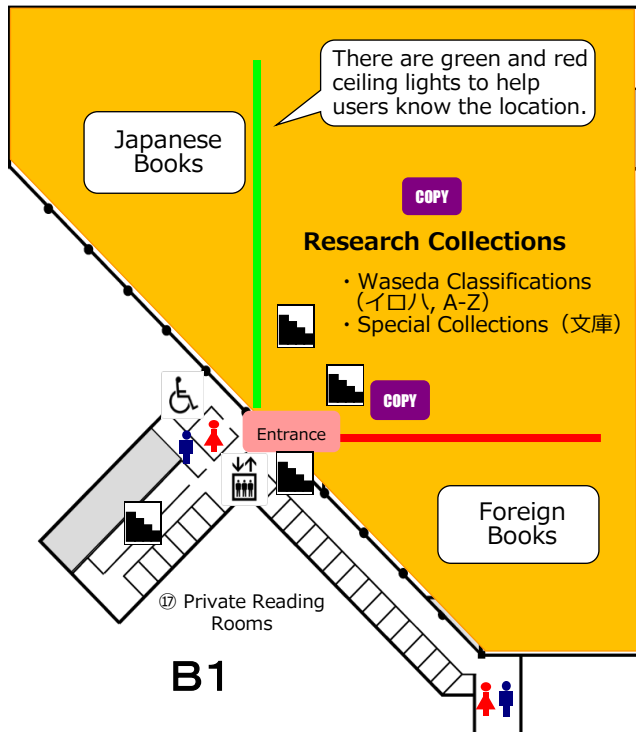 There are green and red
ceiling lights to help
users know the location.
Japanese
Books
COPY
Research Collections
・Waseda Classifications
（イロハ, A-Z）
・Special Collections（文庫）
COPY
Entrance
Foreign
Books
⑰ Private Reading
Rooms
B1